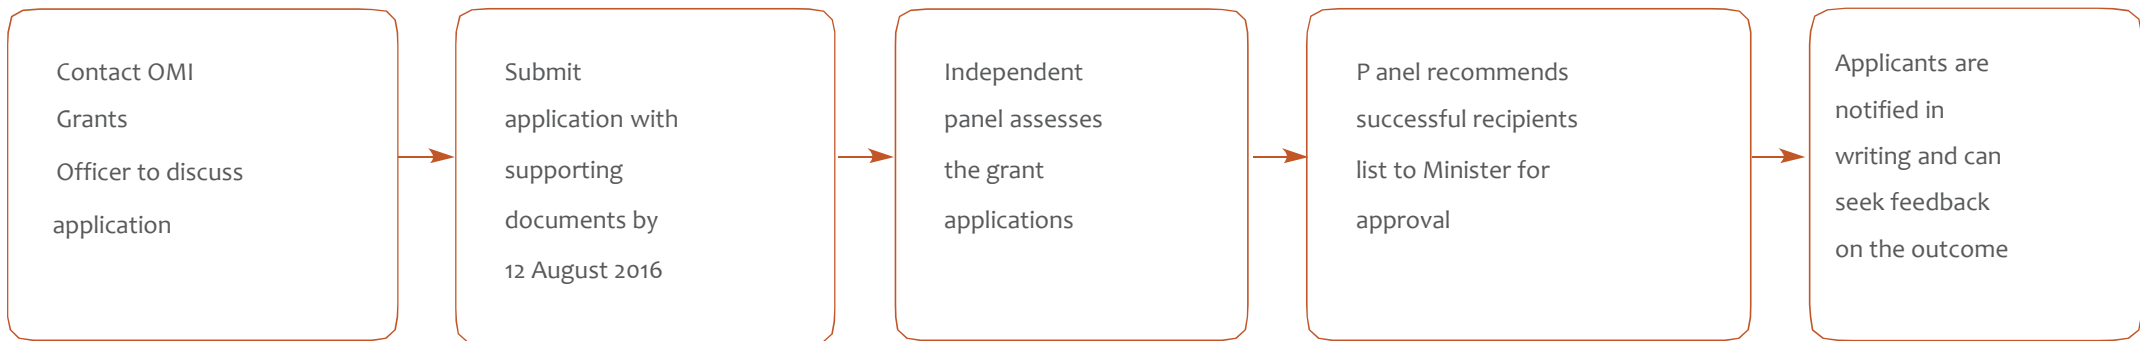 Contact OMI
Grants
Officer to discuss
application
Submit
application with
supporting
documents by
12 August 2016
Independent
panel assesses
the grant
applications
P anel recommends
successful recipients
list to Minister for
approval
Applicants are
notified in
writing and can
seek feedback
on the outcome